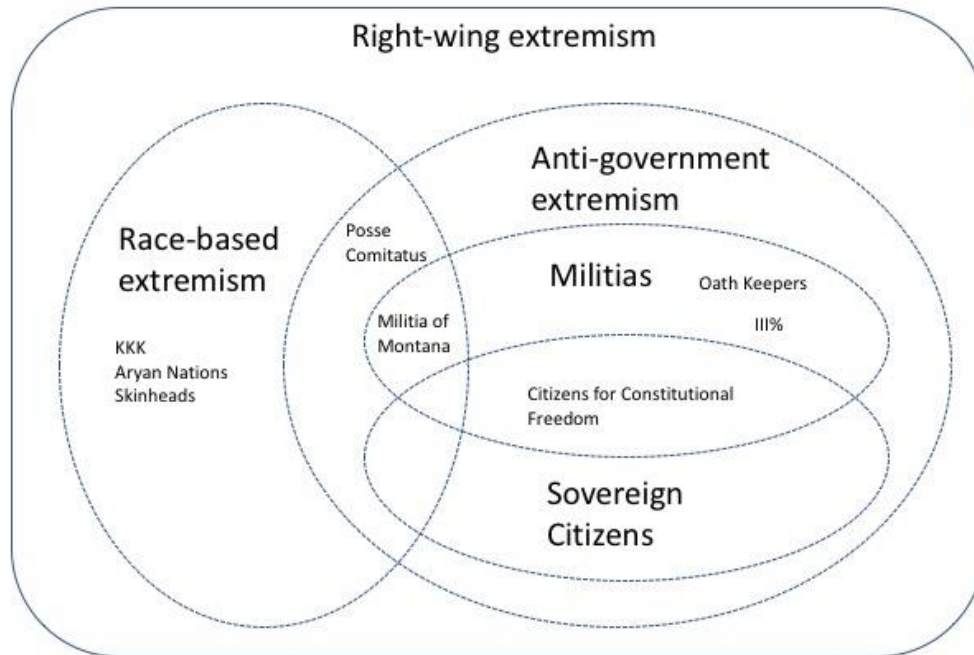 Right-wing extremism
Anti-government
extremism
Race-based
extremism
Posse
Comitatus
Militias
Oath Keepers
III%
Militia of
Montana
KKK
Aryan Nations
Skinheads
Citizens for Constitutional
Freedom
Sovereign
Citizens